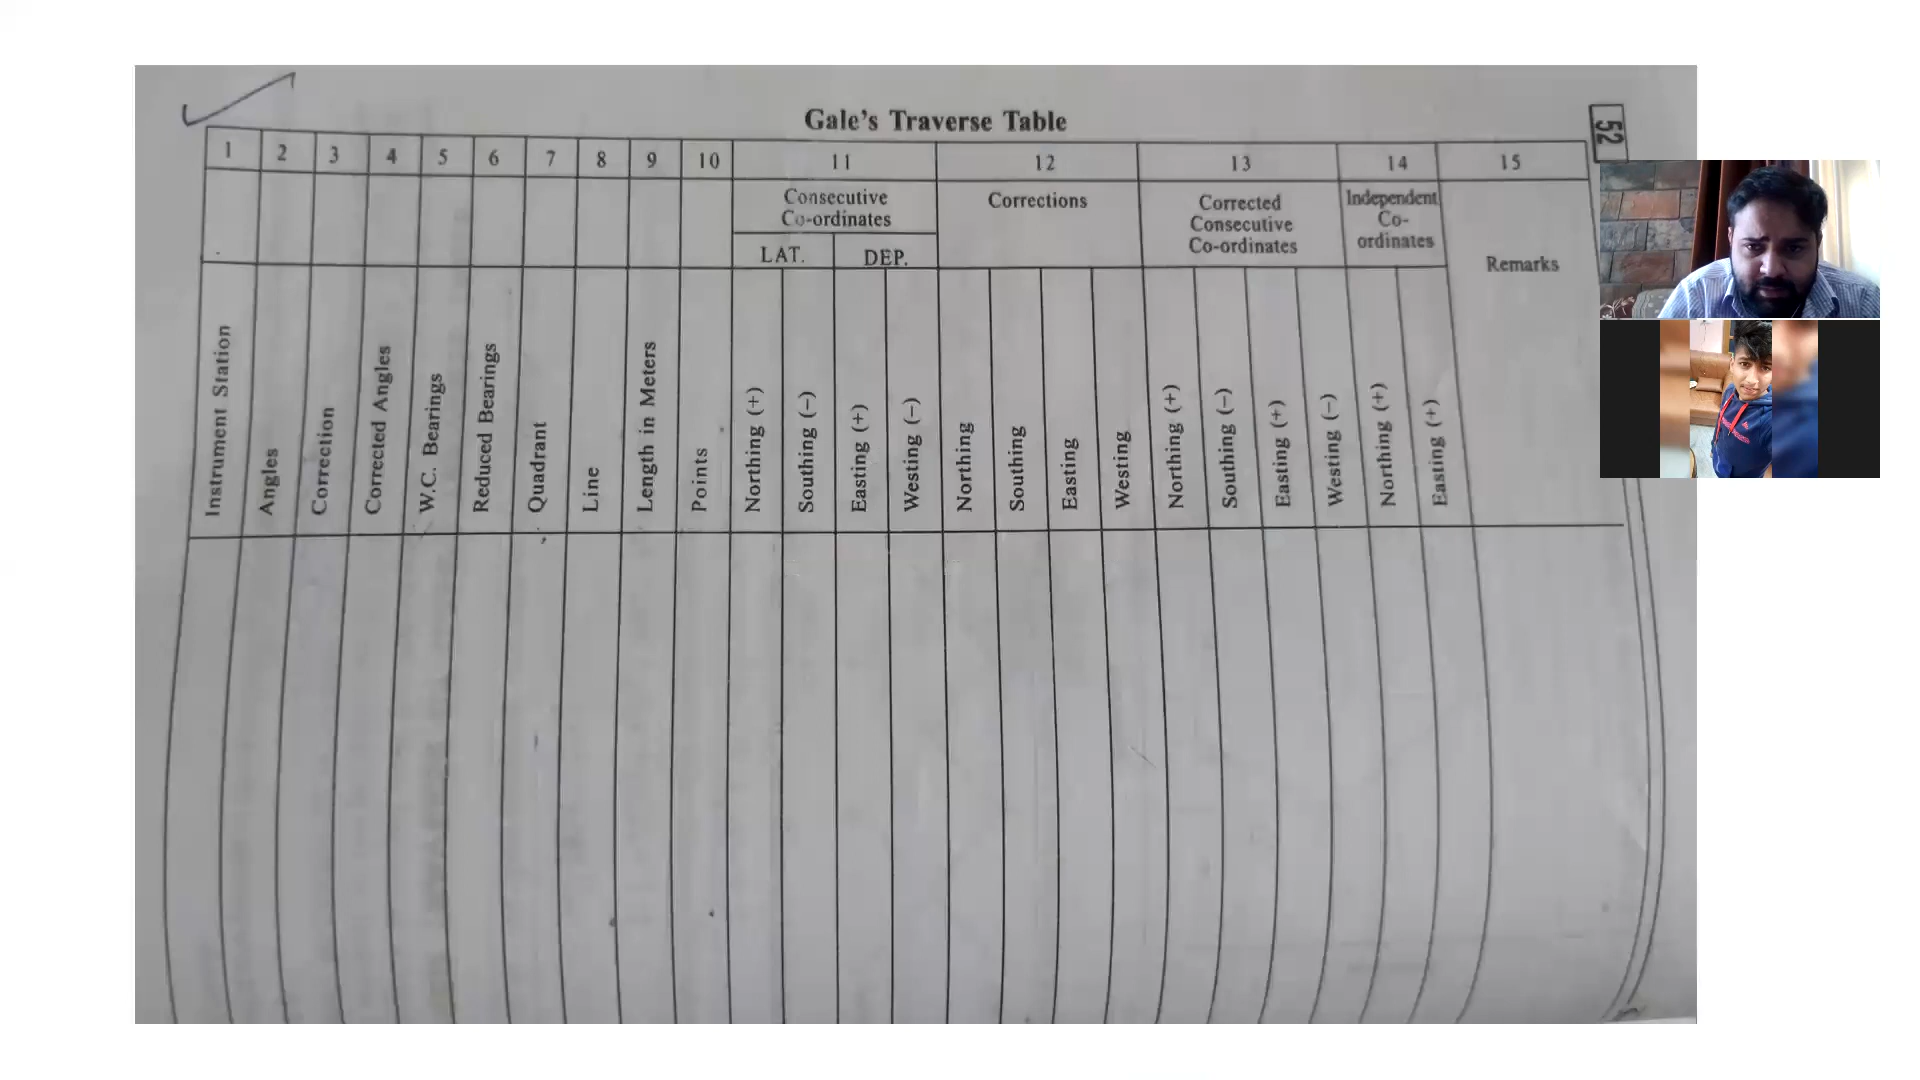 Gale's Traverse Table
52
1 2 3 4 5 6 7 8 9 10 11 12 13 14 15
Consecutive
Co-ordinates
LAT. DEP.
Corrections
Corrected
Consecutive
Co-ordinates
Independent
Co-
ordinates
Remarks
Instrument Station
Angles
Correction
Corrected Angles
W.C. Bearings
Reduced Bearings
Quadrant
Line
Length in Meters
Points
Northing (+)
Southing (–)
Easting (+)
Westing (–)
Northing
Southing
Easting
Westing
Northing (+)
Southing (–)
Easting (+)
Westing (–)
Northing (+)
Easting (+)